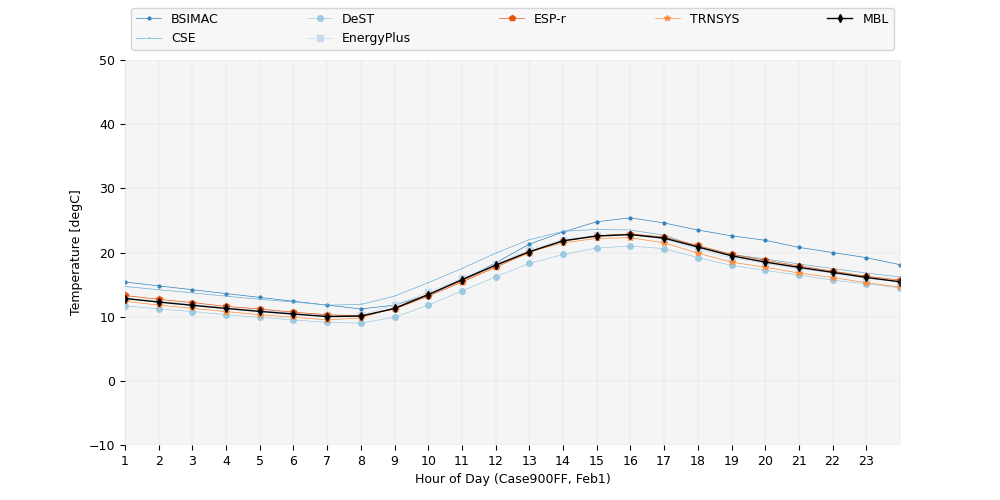 BSIMAC DeST ESP-r TRNSYS MBL
CSE EnergyPlus
50
40
30
20
10
0
−10
Temperature [degC]
1 2 3 4 5 6 7 8 9 10 11 12 13 14 15 16 17 18 19 20 21 22 23
Hour of Day (Case900FF, Feb1)